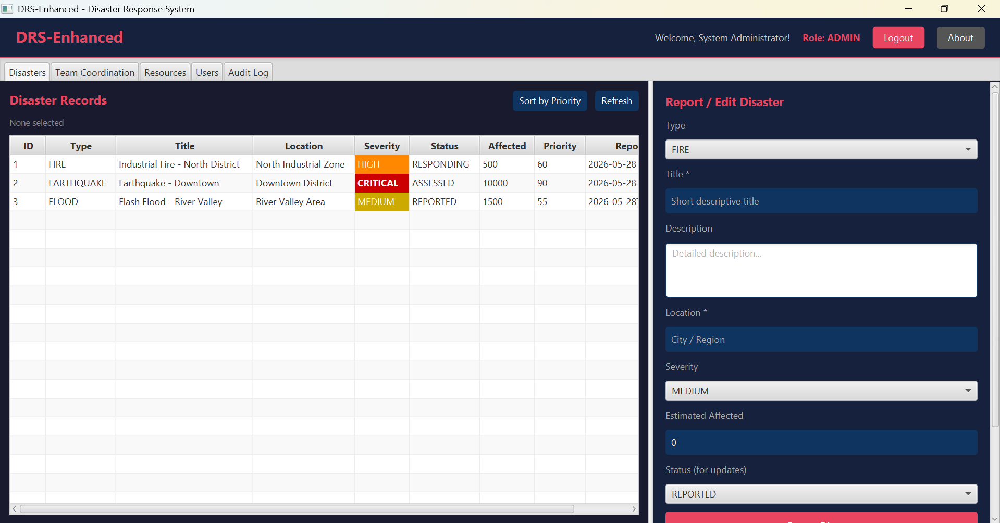 DRS-Enhanced - Disaster Response System
DRS-Enhanced
Welcome, System Administrator! Role: ADMIN Logout About
Disasters Team Coordination Resources Users Audit Log
Disaster Records
Sort by Priority Refresh
None selected
ID Type Title Location Severity Status Affected Priority Repo
1 FIRE Industrial Fire - North District North Industrial Zone HIGH RESPONDING 500 60 2026-05-28
2 EARTHQUAKE Earthquake - Downtown Downtown District CRITICAL ASSESSED 10000 90 2026-05-28
3 FLOOD Flash Flood - River Valley River Valley Area MEDIUM REPORTED 1500 55 2026-05-28
Report / Edit Disaster
Type
FIRE
Title *
Short descriptive title
Description
Detailed description...
Location *
City / Region
Severity
MEDIUM
Estimated Affected
0
Status (for updates)
REPORTED